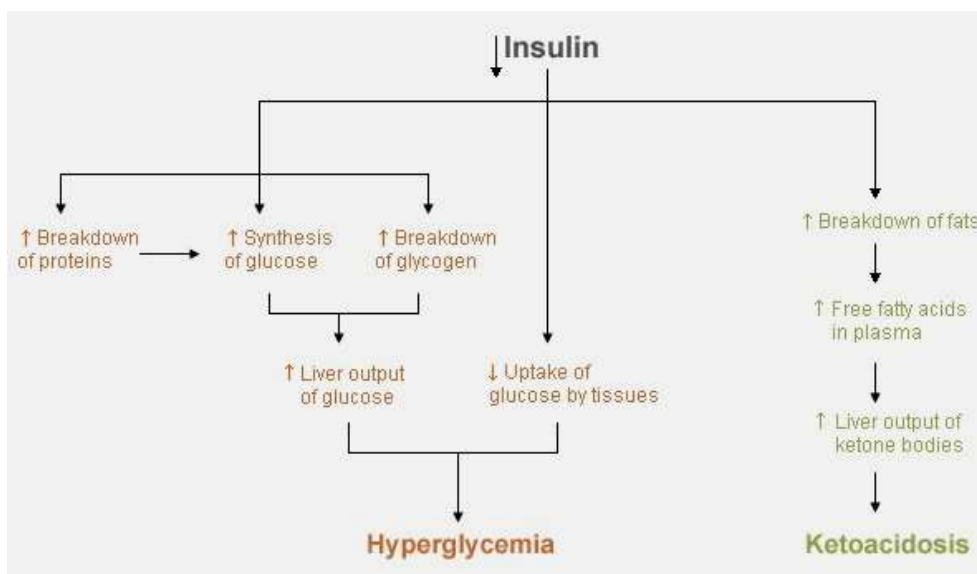 ↓ Insulin
↑ Breakdown
of proteins
↑ Synthesis
of glucose
↑ Breakdown
of glycogen
↑ Breakdown of fats
↑ Free fatty acids
in plasma
↑ Liver output
of glucose
↓ Uptake of
glucose by tissues
↑ Liver output of
ketone bodies
Hyperglycemia
Ketoacidosis